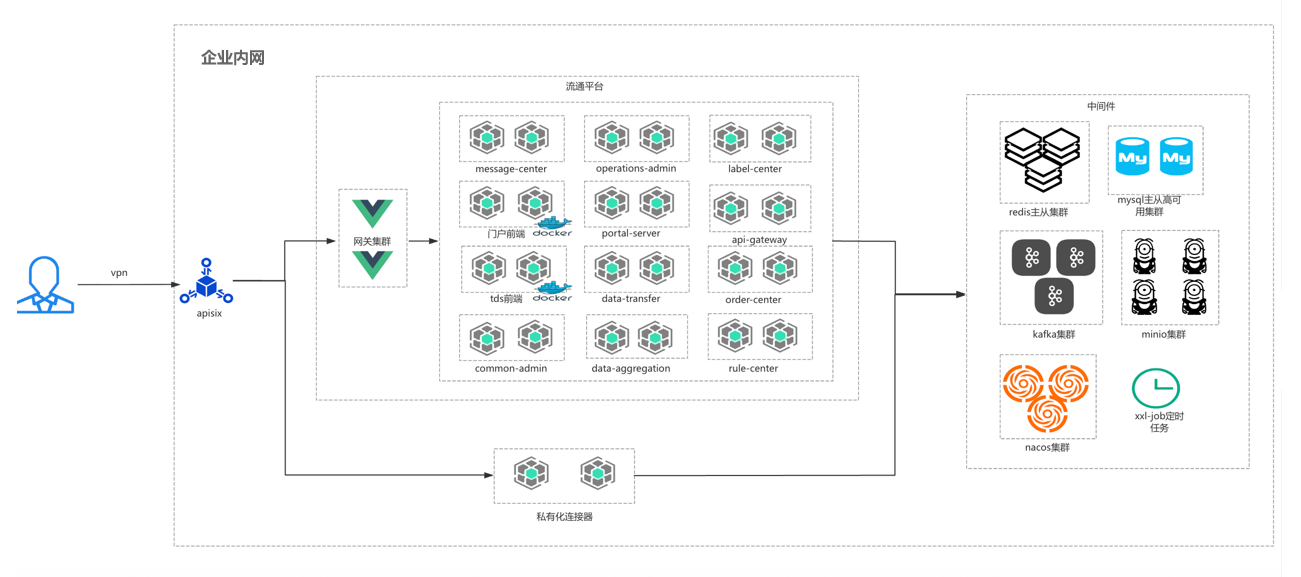 企业内网
流通平台
中间件
message-center
operations-admin
label-center
redis主从集群
My
My
mysql主从高可
用集群
网关集群
门户前端
docker
portal-server
api-gateway
vpn
apisix
tds前端
docker
data-transfer
order-center
kafka集群
minio集群
common-admin
data-aggregation
rule-center
xxl-job定时
任务
nacos集群
私有化连接器